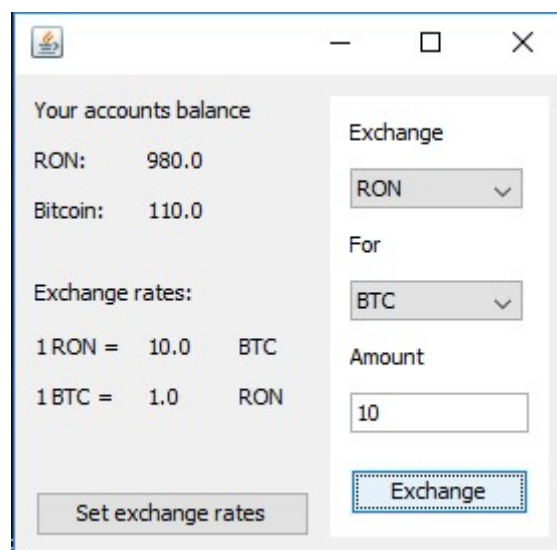 Your accounts balance
RON: 980.0
Bitcoin: 110.0
Exchange rates:
1 RON = 10.0 BTC
1 BTC = 1.0 RON
Set exchange rates
Exchange
RON
For
BTC
Amount
10
Exchange